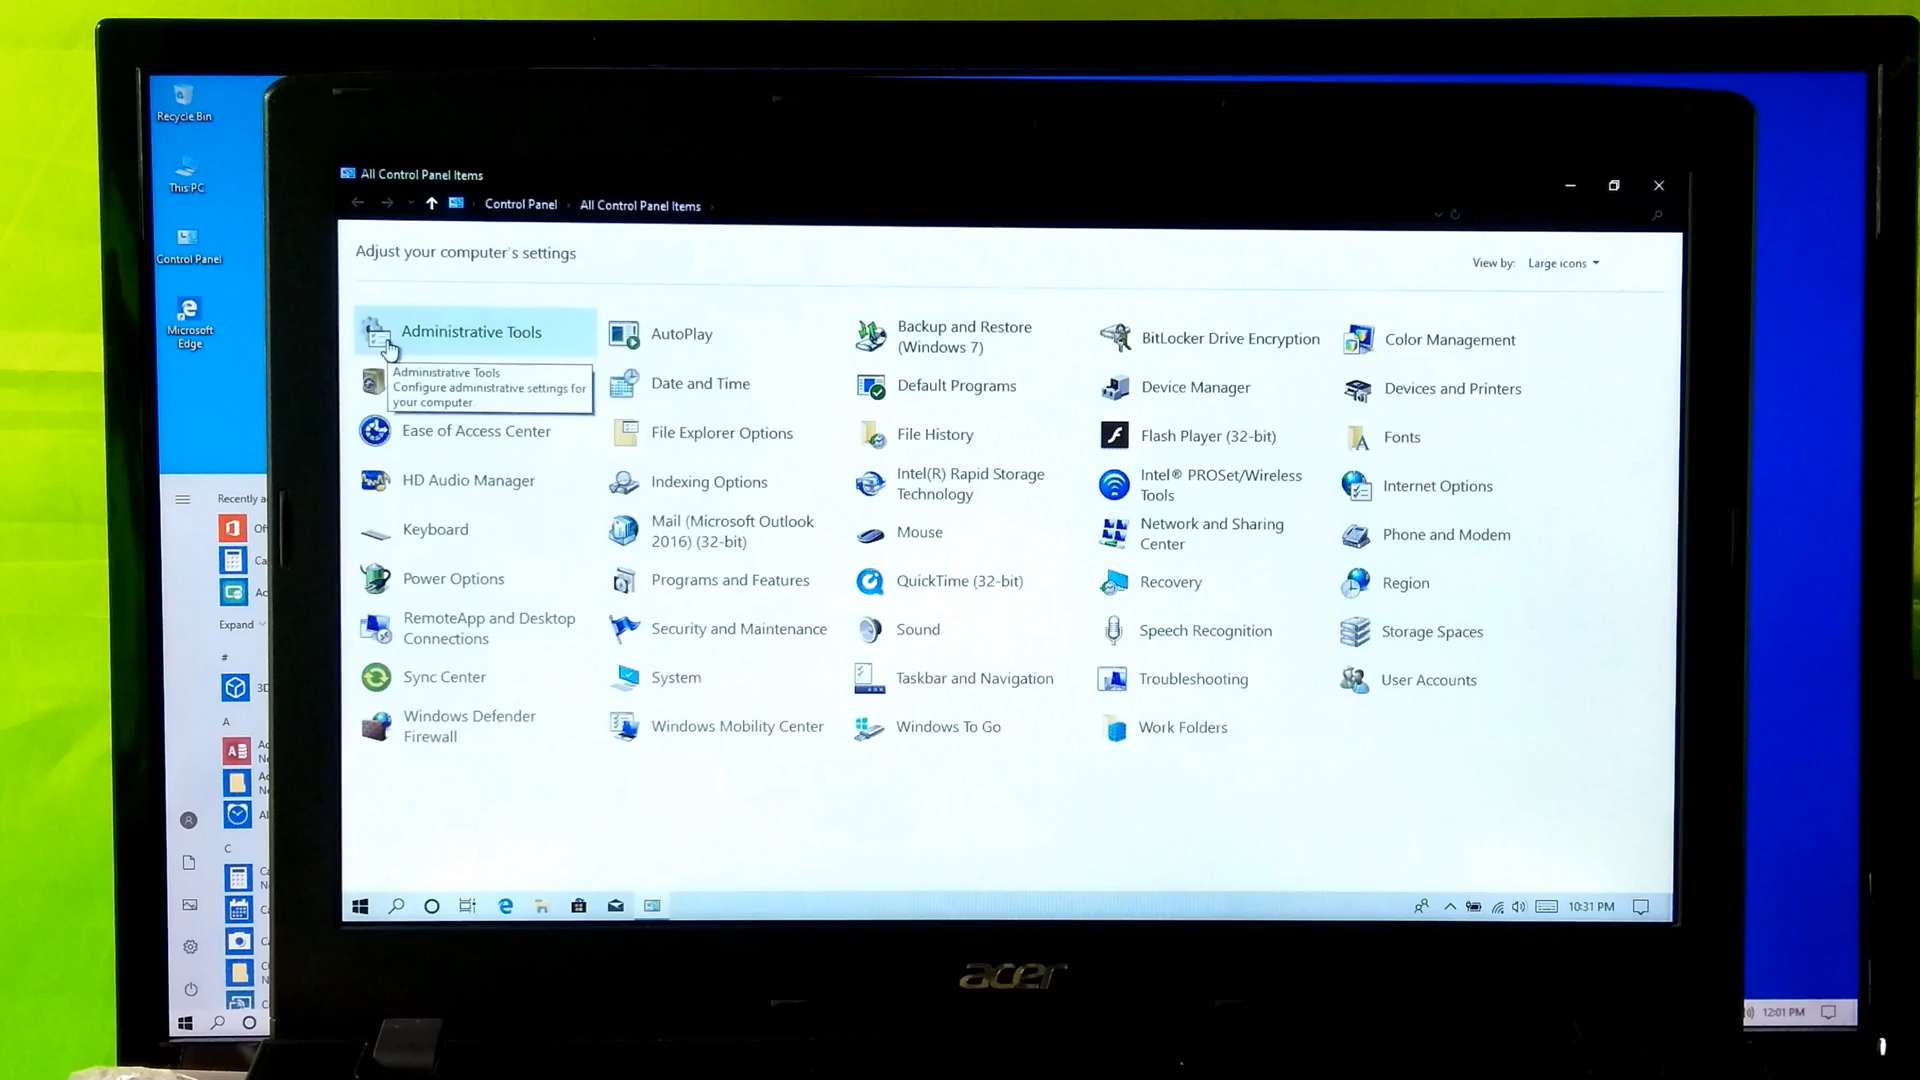 Recycle Bin
This PC
Control Panel
Microsoft
Edge
All Control Panel Items
Control Panel
All Control Panel Items
Adjust your computer's settings
View by:
Large icons
Administrative Tools
AutoPlay
Backup and Restore
(Windows 7)
BitLocker Drive Encryption
Color Management
Administrative Tools
Configure administrative settings for
your computer
Date and Time
Default Programs
Device Manager
Devices and Printers
Ease of Access Center
File Explorer Options
File History
Flash Player (32-bit)
Fonts
HD Audio Manager
Indexing Options
Intel(R) Rapid Storage
Technology
Intel® PROSet/Wireless
Tools
Internet Options
Keyboard
Mail (Microsoft Outlook
2016) (32-bit)
Mouse
Network and Sharing
Center
Phone and Modem
Power Options
Programs and Features
QuickTime (32-bit)
Recovery
Region
RemoteApp and Desktop
Connections
Security and Maintenance
Sound
Speech Recognition
Storage Spaces
Sync Center
System
Taskbar and Navigation
Troubleshooting
User Accounts
Windows Defender
Firewall
Windows Mobility Center
Windows To Go
Work Folders
10:31 PM
acer
Recently
Expand
#
3D
A
C
12:01 PM